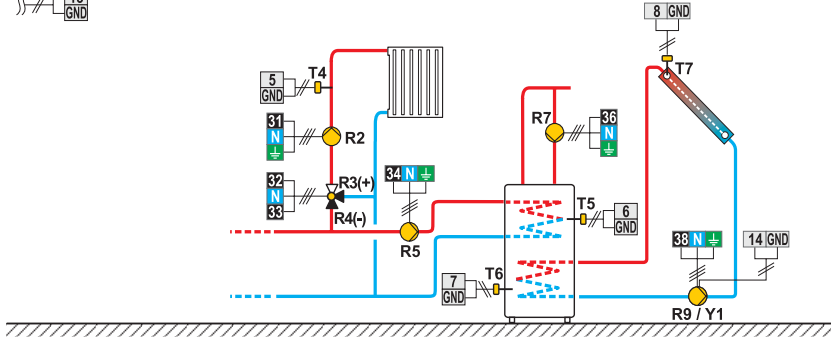 GND
8 GND
T7
5
GND
T4
31
N
R2
R7
36
N
34 N
32
N
33
R3(+)
R4(-)
R5
T5
6
GND
T6
7
GND
38 N
14 GND
R9 / Y1